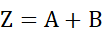 Z = A + B